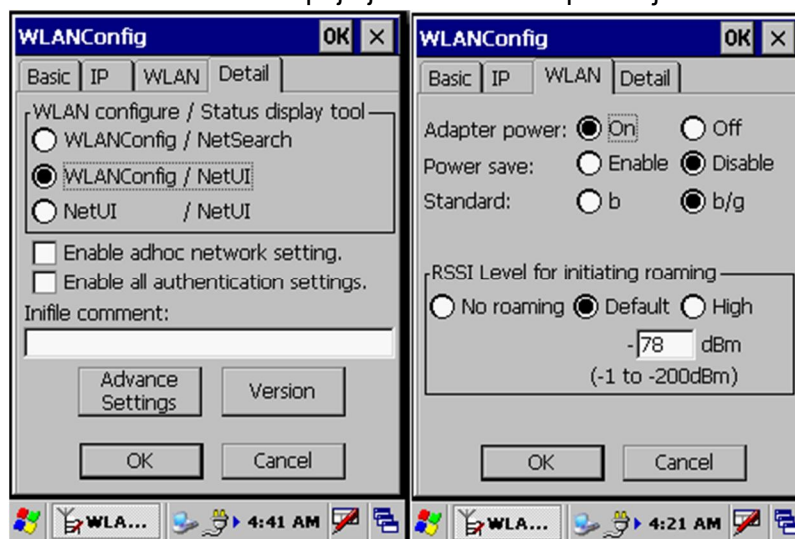 WLANConfig OK ×
Basic IP WLAN Detail
WLAN configure / Status display tool
WLANConfig / NetSearch
WLANConfig / NetUI
NetUI / NetUI
Enable adhoc network setting.
Enable all authentication settings.
Inifile comment:
Advance
Settings
Version
OK Cancel
WLA... 4:41 AM
WLANConfig OK ×
Basic IP WLAN Detail
Adapter power: On Off
Power save: Enable Disable
Standard: b b/g
RSSI Level for initiating roaming
No roaming Default High
-78 dBm
(-1 to -200dBm)
OK Cancel
WLA... 4:21 AM